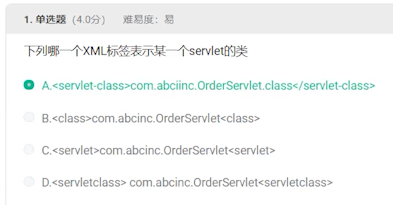 1. 单选题 (4.0分) 难易度：易
下列哪一个XML标签表示某一个servlet的类
A.<servlet-class>com.abciinc.OrderServlet.class</servlet-class>
B.<class>com.abcinc.OrderServlet<class>
C.<servlet>com.abcinc.OrderServlet<servlet>
D.<servletclass> com.abciinc.OrderServlet<servletclass>